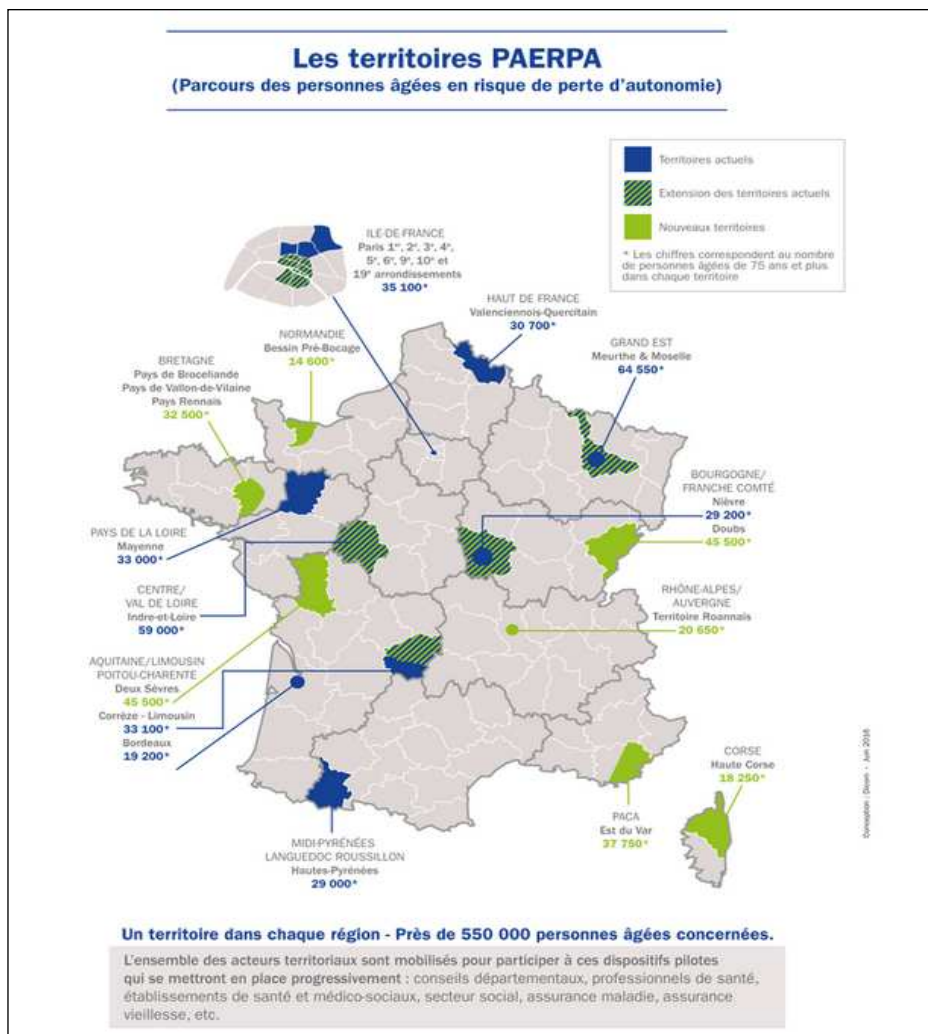 Les territoires PAERPA
(Parcours des personnes âgées en risque de perte d'autonomie)
Territoires actuels
Extension des territoires actuels
Nouveaux territoires
* Les chiffres correspondent au nombre
de personnes âgées de 75 ans et plus
dans chaque territoire
ILE-DE-FRANCE
Paris 1er, 2e, 3e, 4e,
5e, 6e, 9e, 10e et
19e arrondissements
35 100*
HAUT DE FRANCE
Valenciennois-Quercitain
30 700*
NORMANDIE
Bessin Pré-Bocage
14 600*
GRAND EST
Meurthe & Moselle
64 550*
BRETAGNE
Pays de Broceliande
Pays de Vallon-de-Vilaine
Pays Rennais
32 500*
BOURGOGNE/
FRANCHE COMTÉ
Nièvre
29 200*
Doubs
45 500*
PAYS DE LA LOIRE
Mayenne
33 000*
CENTRE/
VAL DE LOIRE
Indre-et-Loire
59 000*
RHÔNE-ALPES/
AUVERGNE
Territoire Roannais
20 650*
AQUITAINE/LIMOUSIN
POITOU-CHARENTE
Deux Sèvres
45 500*
Corrèze - Limousin
33 100*
Bordeaux
19 200*
CORSE
Haute Corse
18 250*
PACA
Est du Var
37 750*
MIDI-PYRÉNÉES
LANGUEDOC ROUSSILLON
Hautes-Pyrénées
29 000*
Juin 2016
Un territoire dans chaque région - Près de 550 000 personnes âgées concernées.
L'ensemble des acteurs territoriaux sont mobilisés pour participer à ces dispositifs pilotes
qui se mettront en place progressivement : conseils départementaux, professionnels de santé,
établissements de santé et médico-sociaux, secteur social, assurance maladie, assurance
vieillesse, etc.